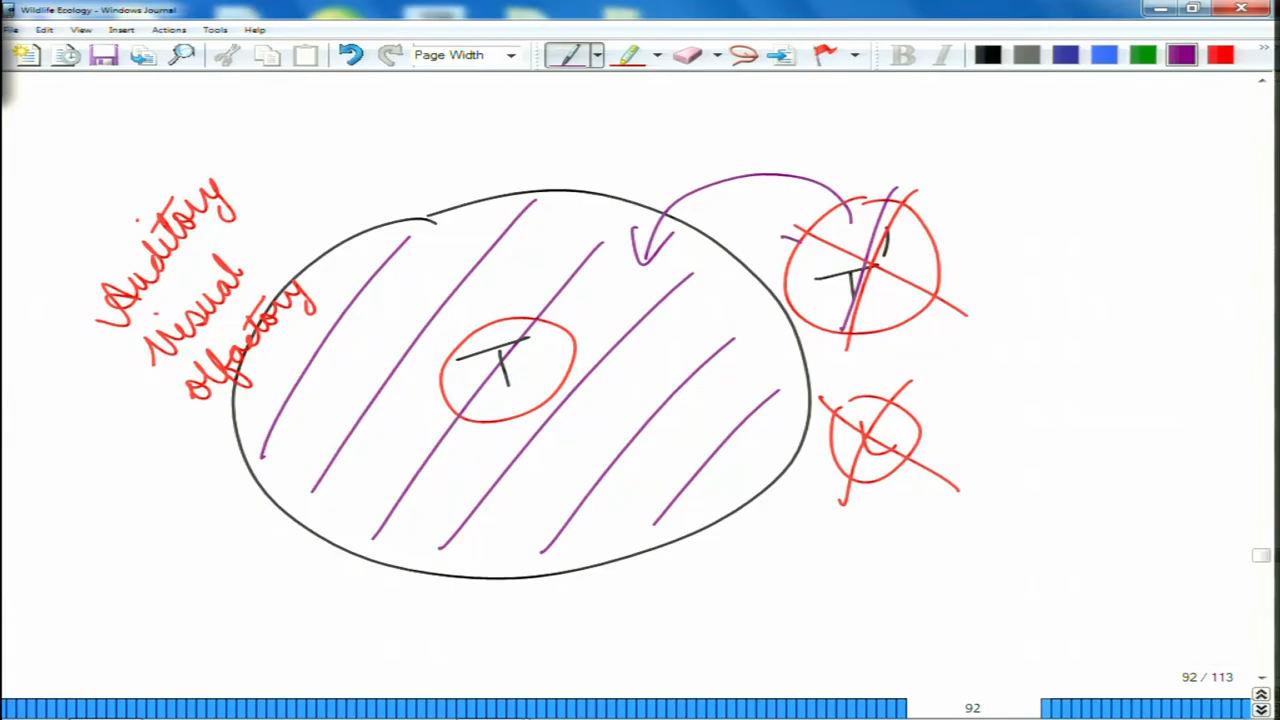 Wildlife Ecology - Windows Journal
File Edit View Insert Actions Tools Help
Page Width
B I
Auditory
Visual
olfactory
T
T'
L
92 / 113
92